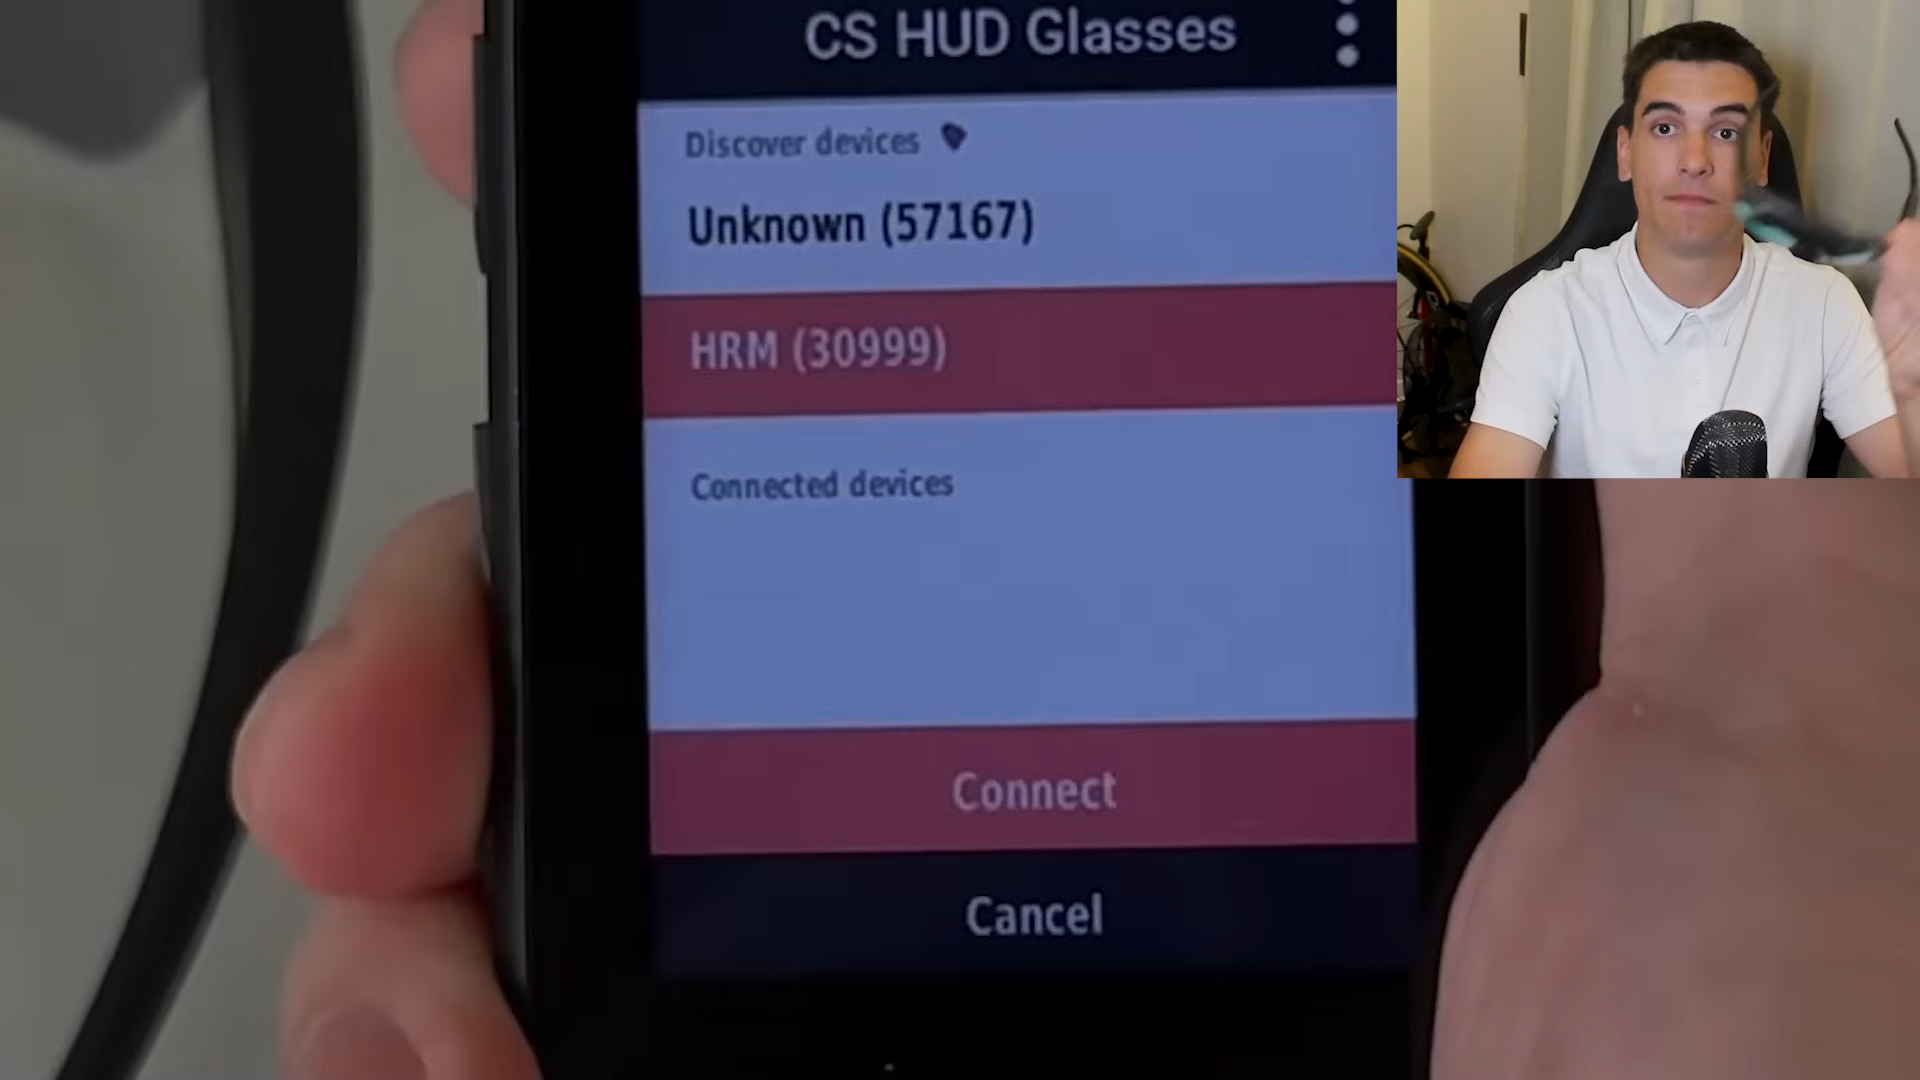 CS HUD Glasses
Discover devices
Unknown (57167)
HRM (30999)
Connected devices
Connect
Cancel